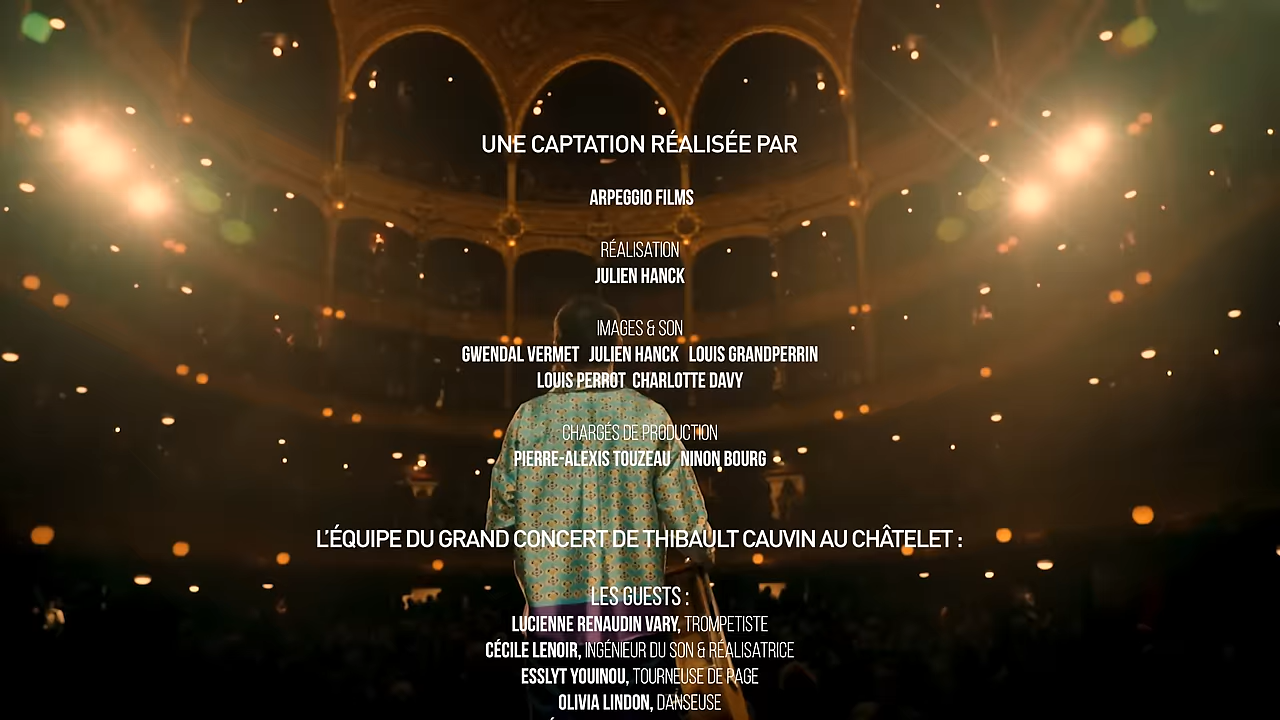 UNE CAPTATION RÉALISÉE PAR
ARPEGGIO FILMS
RÉALISATION
JULIEN HANCK
IMAGES & SON
GWENDAL VERMET JULIEN HANCK LOUIS GRANDPERRIN
LOUIS PERROT CHARLOTTE DAVY
CHARGÉS DE PRODUCTION
PIERRE-ALEXIS TOUZEAU NINON BOURG
L'ÉQUIPE DU GRAND CONCERT DE THIBAULT CAUVIN AU CHÂTELET :
LES GUESTS :
LUCIENNE RENAUDIN VARY, TROMPETISTE
CÉCILE LENOIR, INGÉNIEUR DU SON & RÉALISATRICE
ESSLYT YOUINOU, TOURNEUSE DE PAGE
OLIVIA LINDON, DANSEUSE